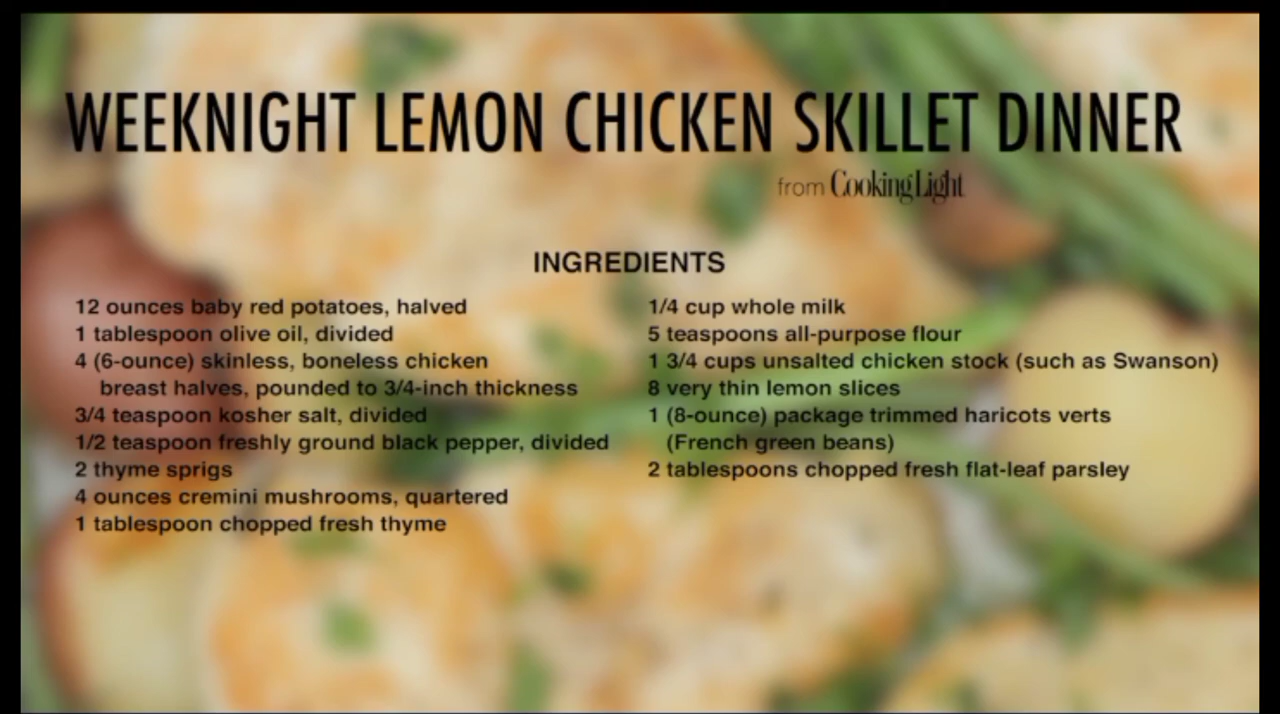 WEEKNIGHT LEMON CHICKEN SKILLET DINNER
from Cooking Light
INGREDIENTS
12 ounces baby red potatoes, halved
1 tablespoon olive oil, divided
4 (6-ounce) skinless, boneless chicken
breast halves, pounded to 3/4-inch thickness
3/4 teaspoon kosher salt, divided
1/2 teaspoon freshly ground black pepper, divided
2 thyme sprigs
4 ounces cremini mushrooms, quartered
1 tablespoon chopped fresh thyme
1/4 cup whole milk
5 teaspoons all-purpose flour
1 3/4 cups unsalted chicken stock (such as Swanson)
8 very thin lemon slices
1 (8-ounce) package trimmed haricots verts
(French green beans)
2 tablespoons chopped fresh flat-leaf parsley